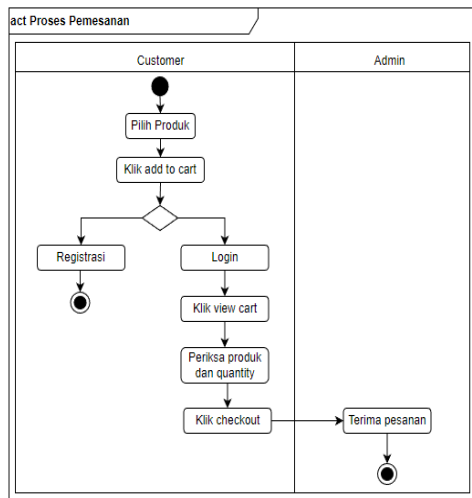 act Proses Pemesanan
Customer
Admin
Pilih Produk
Klik add to cart
Registrasi
Login
Klik view cart
Periksa produk
dan quantity
Klik checkout
Terima pesanan